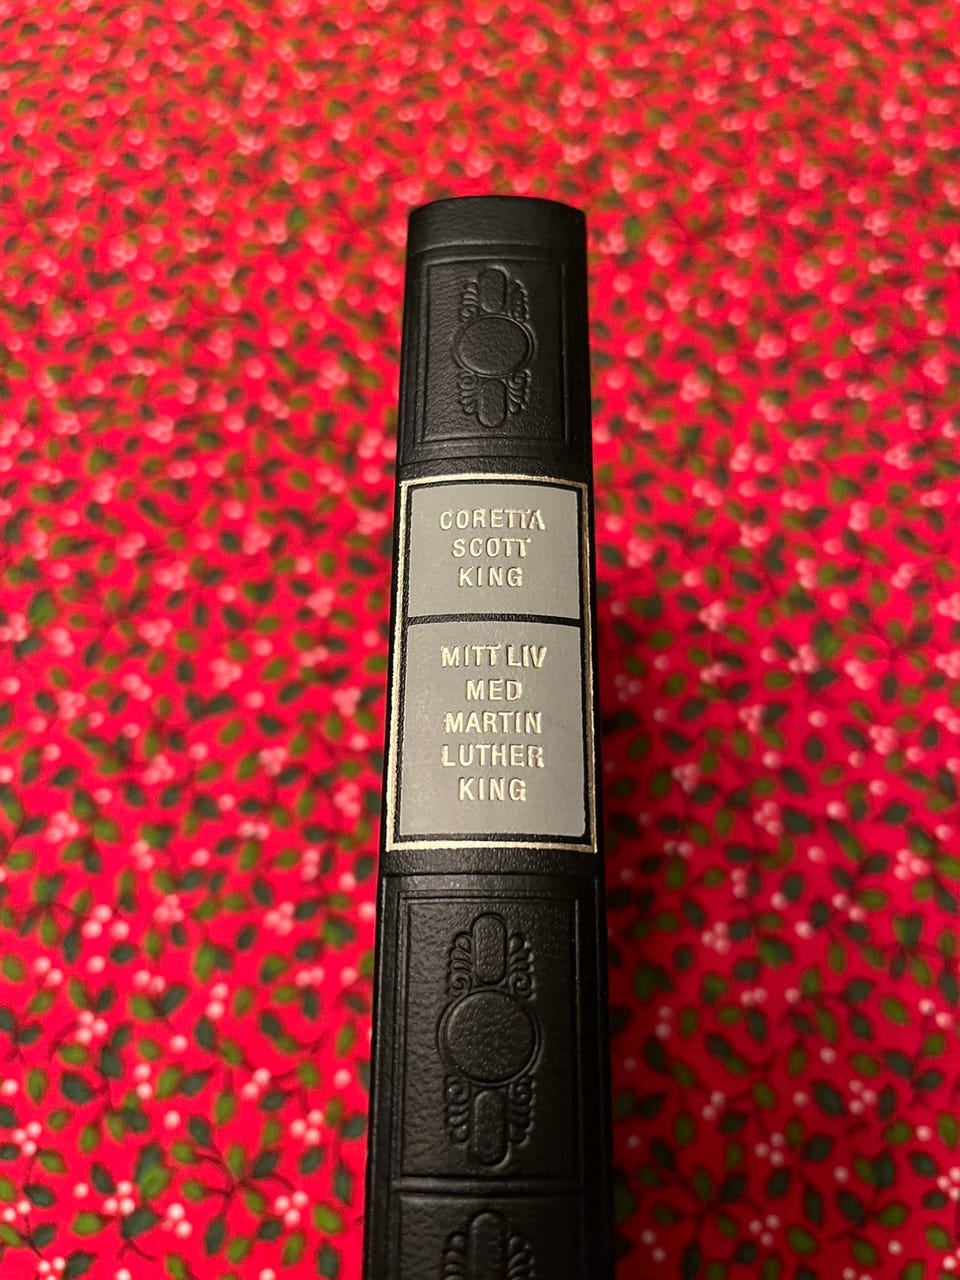 CORETTA
SCOTT
KING
MITT LIV
MED
MARTIN
LUTHER
KING